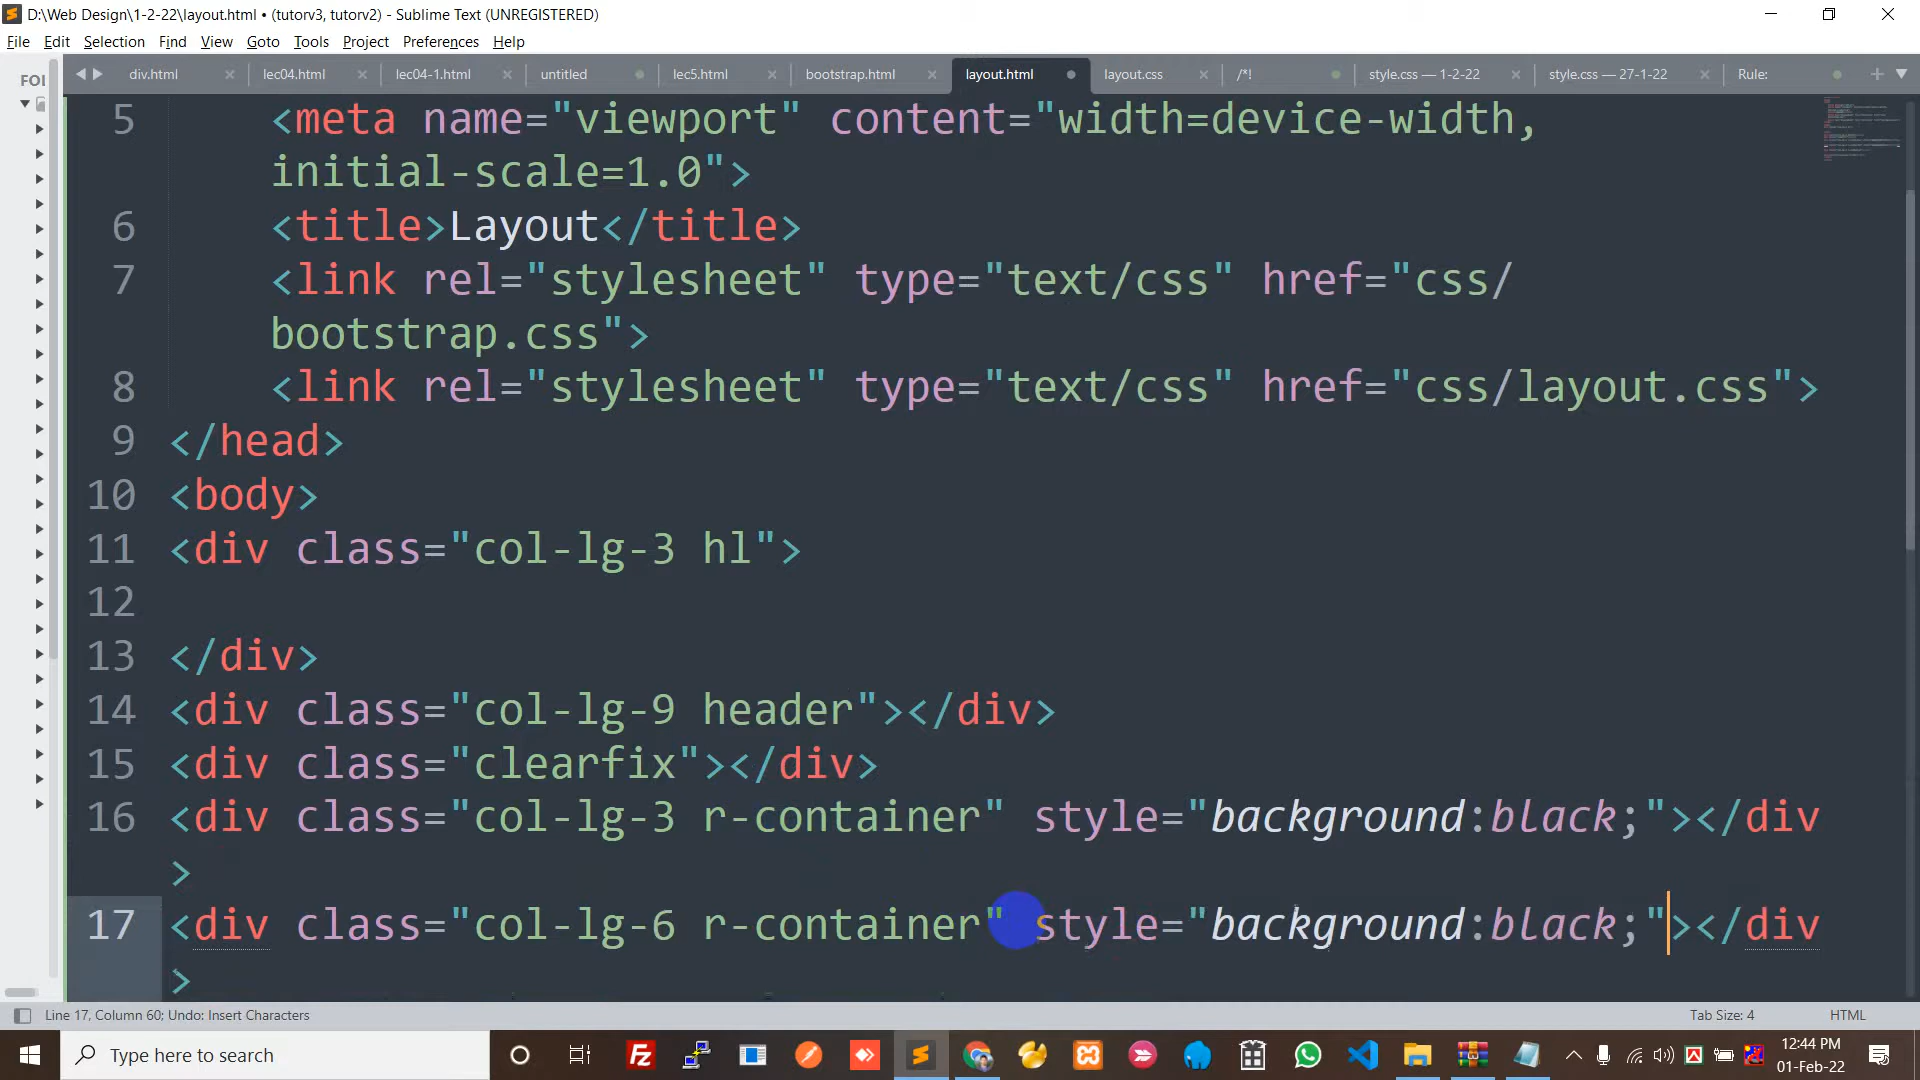 D:\Web Design\1-2-22\layout.html • (tutorv3, tutorv2) - Sublime Text (UNREGISTERED)
File Edit Selection Find View Goto Tools Project Preferences Help
FOI
div.html lec04.html lec04-1.html untitled lec5.html bootstrap.html layout.html layout.css /*! style.css — 1-2-22 style.css — 27-1-22 Rule:
5 <meta name="viewport" content="width=device-width,
initial-scale=1.0">
6 <title>Layout</title>
7 <link rel="stylesheet" type="text/css" href="css/
bootstrap.css">
8 <link rel="stylesheet" type="text/css" href="css/layout.css">
9 </head>
10 <body>
11 <div class="col-lg-3 hl">
12
13 </div>
14 <div class="col-lg-9 header"></div>
15 <div class="clearfix"></div>
16 <div class="col-lg-3 r-container" style="background:black;"></div
>
17 <div class="col-lg-6 r-container" style="background:black;"></div
>
Line 17, Column 60; Undo: Insert Characters
Tab Size: 4 HTML
Type here to search
12:44 PM
01-Feb-22